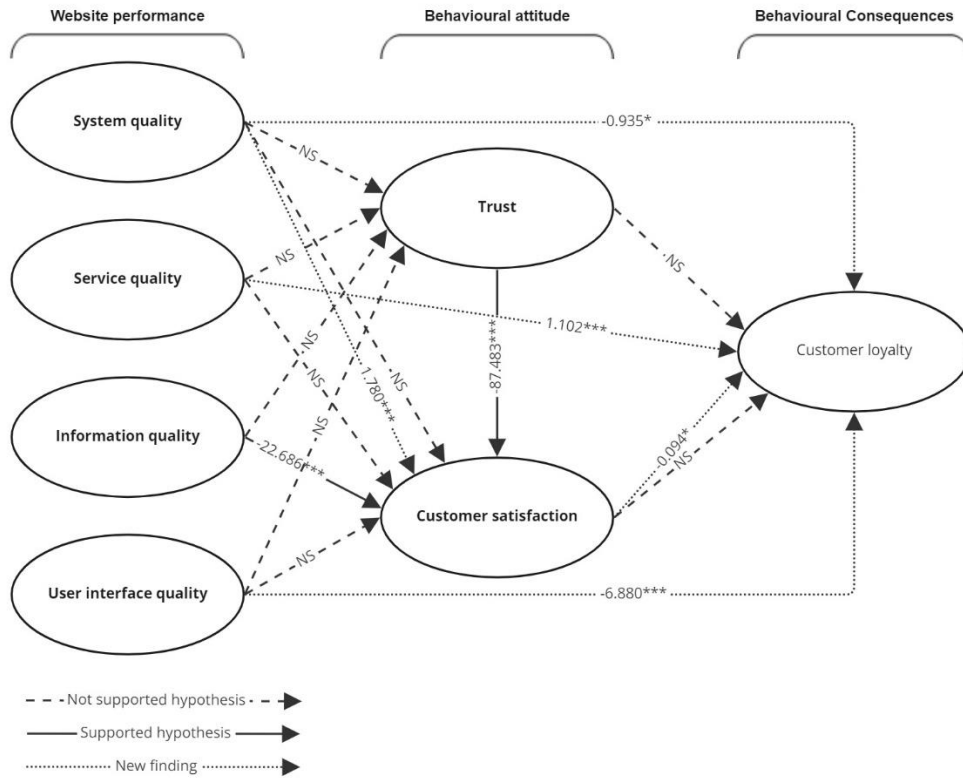 Website performance
Behavioural attitude
Behavioural Consequences
System quality
-0.935*
NS
Trust
Service quality
NS
NS
1.102***
Customer loyalty
NS
NS
1.780***
NS
-87.483***
Information quality
NS
-22.686***
-0.094*
NS
Customer satisfaction
User interface quality
NS
-6.880***
Not supported hypothesis
Supported hypothesis
New finding